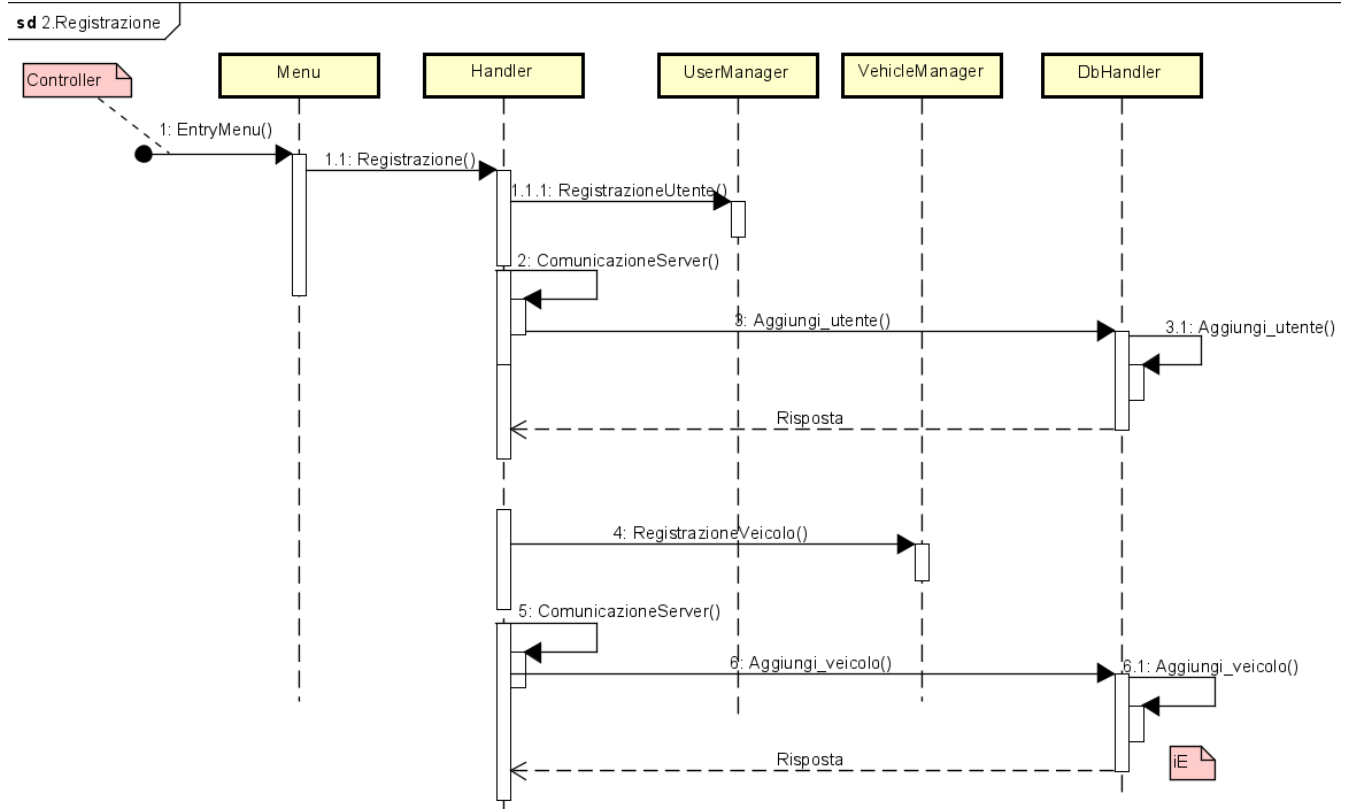 sd 2.Registrazione
Controller
Menu
Handler
UserManager
VehicleManager
DbHandler
1: EntryMenu()
1.1: Registrazione()
1.1.1: RegistrazioneUtente()
2: ComunicazioneServer()
3: Aggiungi_utente()
3.1: Aggiungi_utente()
Risposta
4: RegistrazioneVeicolo()
5: ComunicazioneServer()
6: Aggiungi_veicolo()
6.1: Aggiungi_veicolo()
Risposta
iE